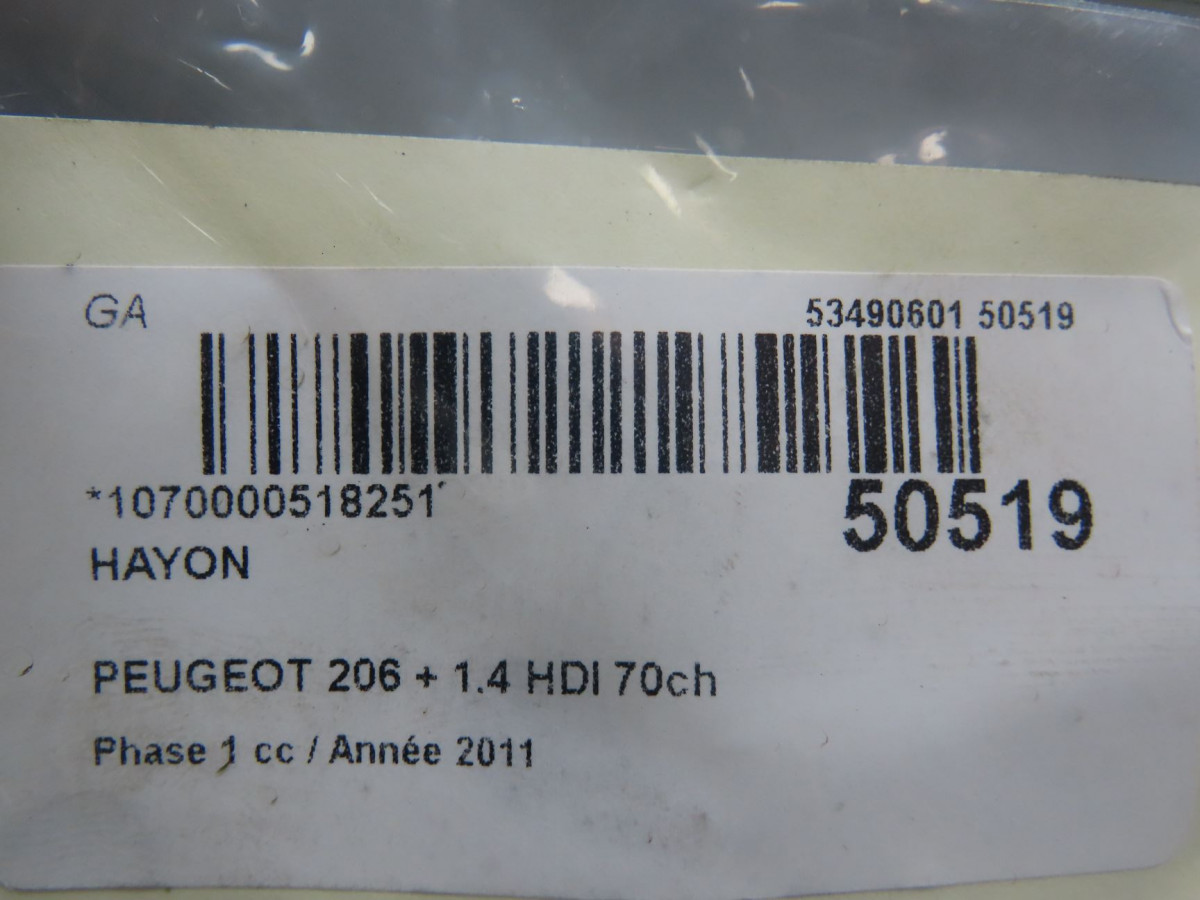 GA
53490601 50519
*1070000518251*
50519
HAYON
PEUGEOT 206 + 1.4 HDI 70ch
Phase 1 cc / Année 2011